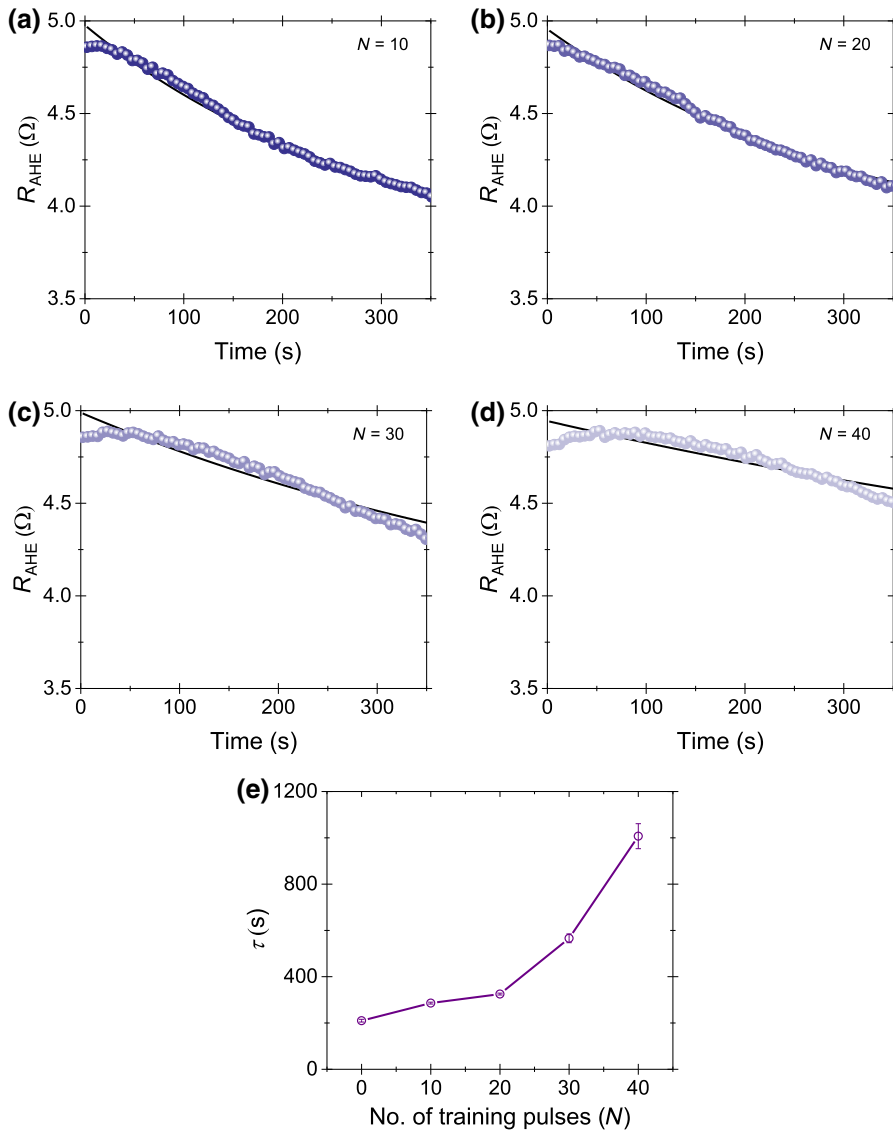 (a)
5.0
4.5
4.0
3.5
R_AHE (Ω)
N = 10
0 100 200 300
Time (s)
(b)
5.0
4.5
4.0
3.5
R_AHE (Ω)
N = 20
0 100 200 300
Time (s)
(c)
5.0
4.5
4.0
3.5
R_AHE (Ω)
N = 30
0 100 200 300
Time (s)
(d)
5.0
4.5
4.0
3.5
R_AHE (Ω)
N = 40
0 100 200 300
Time (s)
(e)
1200
800
400
0
τ (s)
0 10 20 30 40
No. of training pulses (N)